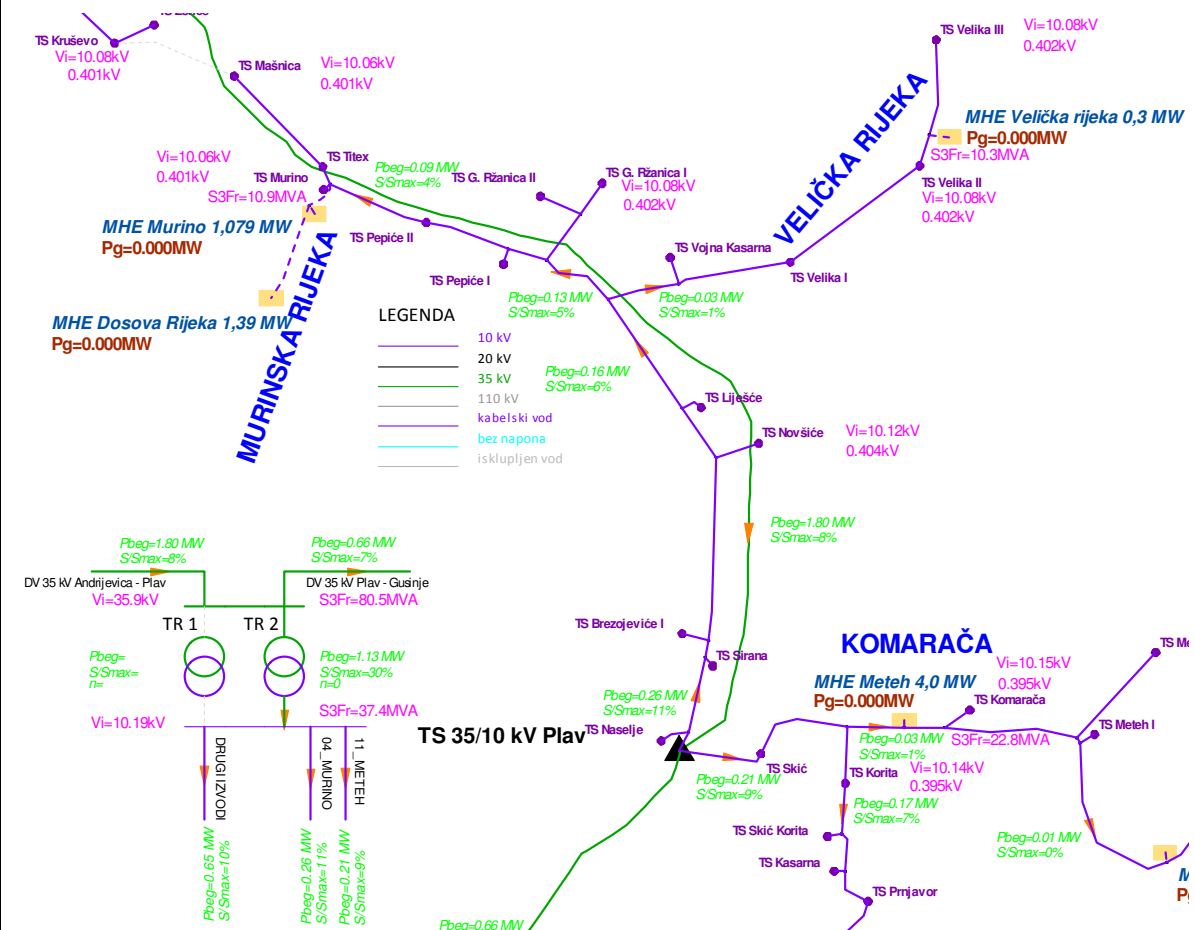 TS Kruševo
Vi=10.08kV
0.401kV
TS Mašnica
Vi=10.06kV
0.401kV
TS Velika III
Vi=10.08kV
0.402kV
VELIČKA RIJEKA
MHE Velička rijeka 0,3 MW
Pg=0.000MW
S3Fr=10.3MVA
TS Velika II
Vi=10.08kV
0.402kV
TS Titex
Vi=10.06kV
0.401kV
TS Murino
S3Fr=10.9MVA
Pbeg=0.09 MW
S/Smax=4%
TS G. Ržanica II
TS G. Ržanica I
Vi=10.08kV
0.402kV
MHE Murino 1,079 MW
Pg=0.000MW
TS Pepiće II
TS Pepiće I
TS Vojna Kasarna
TS Velika I
MURINSKA RIJEKA
MHE Dosova Rijeka 1,39 MW
Pg=0.000MW
Pbeg=0.13 MW
S/Smax=5%
Pbeg=0.03 MW
S/Smax=1%
LEGENDA
10 kV
20 kV
35 kV
110 kV
kabelski vod
bez napona
isklupljen vod
Pbeg=0.16 MW
S/Smax=6%
TS Liješće
TS Novšiće
Vi=10.12kV
0.404kV
Pbeg=1.80 MW
S/Smax=8%
Pbeg=1.80 MW
S/Smax=8%
Pbeg=0.66 MW
S/Smax=7%
DV 35 kV Andrijevica - Plav
DV 35 kV Plav - Gusinje
Vi=35.9kV
S3Fr=80.5MVA
TR 1
TR 2
Pbeg=
S/Smax=
n=
Pbeg=1.13 MW
S/Smax=30%
n=0
Vi=10.19kV
S3Fr=37.4MVA
DRUGI IZVODI
04_MURINO
11_METEH
Pbeg=0.65 MW
S/Smax=10%
Pbeg=0.26 MW
S/Smax=11%
Pbeg=0.21 MW
S/Smax=9%
TS Brezojeviće I
TS Sirana
Pbeg=0.26 MW
S/Smax=11%
TS Naselje
TS 35/10 kV Plav
KOMARAČA
MHE Meteh 4,0 MW
Pg=0.000MW
Vi=10.15kV
0.395kV
TS Komarača
TS Me
TS Meteh I
S3Fr=22.8MVA
Pbeg=0.03 MW
S/Smax=1%
TS Skić
Pbeg=0.21 MW
S/Smax=9%
TS Korita
Vi=10.14kV
0.395kV
Pbeg=0.17 MW
S/Smax=7%
TS Skić Korita
TS Kasarna
TS Prnjavor
Pbeg=0.01 MW
S/Smax=0%
M
Pg
Pbeg=0.66 MW